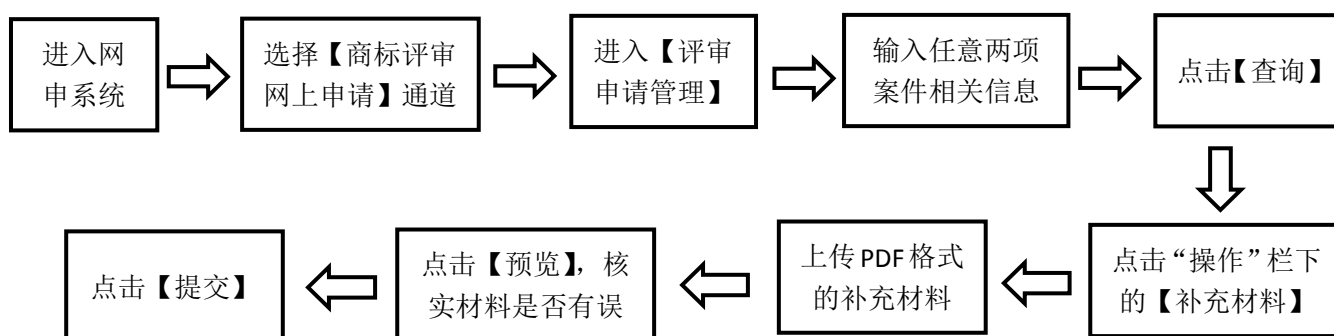 进入网
申系统
选择【商标评审
网上申请】通道
进入【评审
申请管理】
输入任意两项
案件相关信息
点击【查询】
点击“操作”栏下
的【补充材料】
上传PDF格式
的补充材料
点击【预览】，核
实材料是否有误
点击【提交】